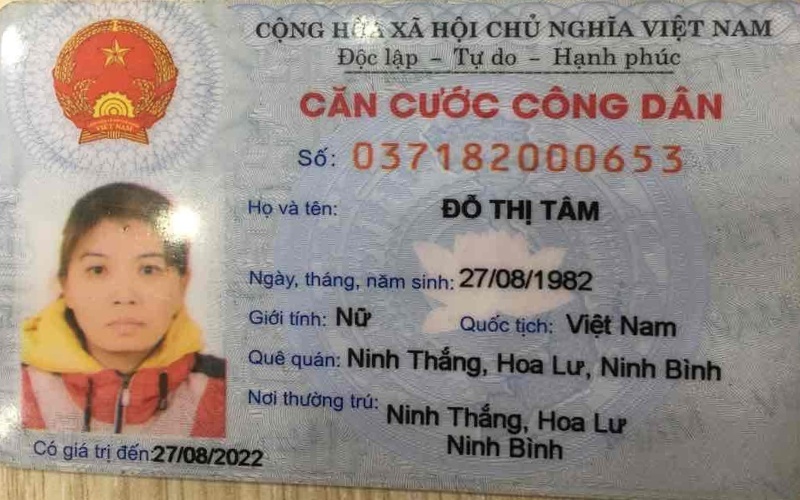 CỘNG HÒA XÃ HỘI CHỦ NGHĨA VIỆT NAM
Độc lập – Tự do – Hạnh phúc
CĂN CƯỚC CÔNG DÂN
Số: 037182000653
Họ và tên: ĐỖ THỊ TÂM
Ngày, tháng, năm sinh: 27/08/1982
Giới tính: Nữ Quốc tịch: Việt Nam
Quê quán: Ninh Thắng, Hoa Lư, Ninh Bình
Nơi thường trú: Ninh Thắng, Hoa Lư
Ninh Bình
Có giá trị đến: 27/08/2022
VIỆT NAM